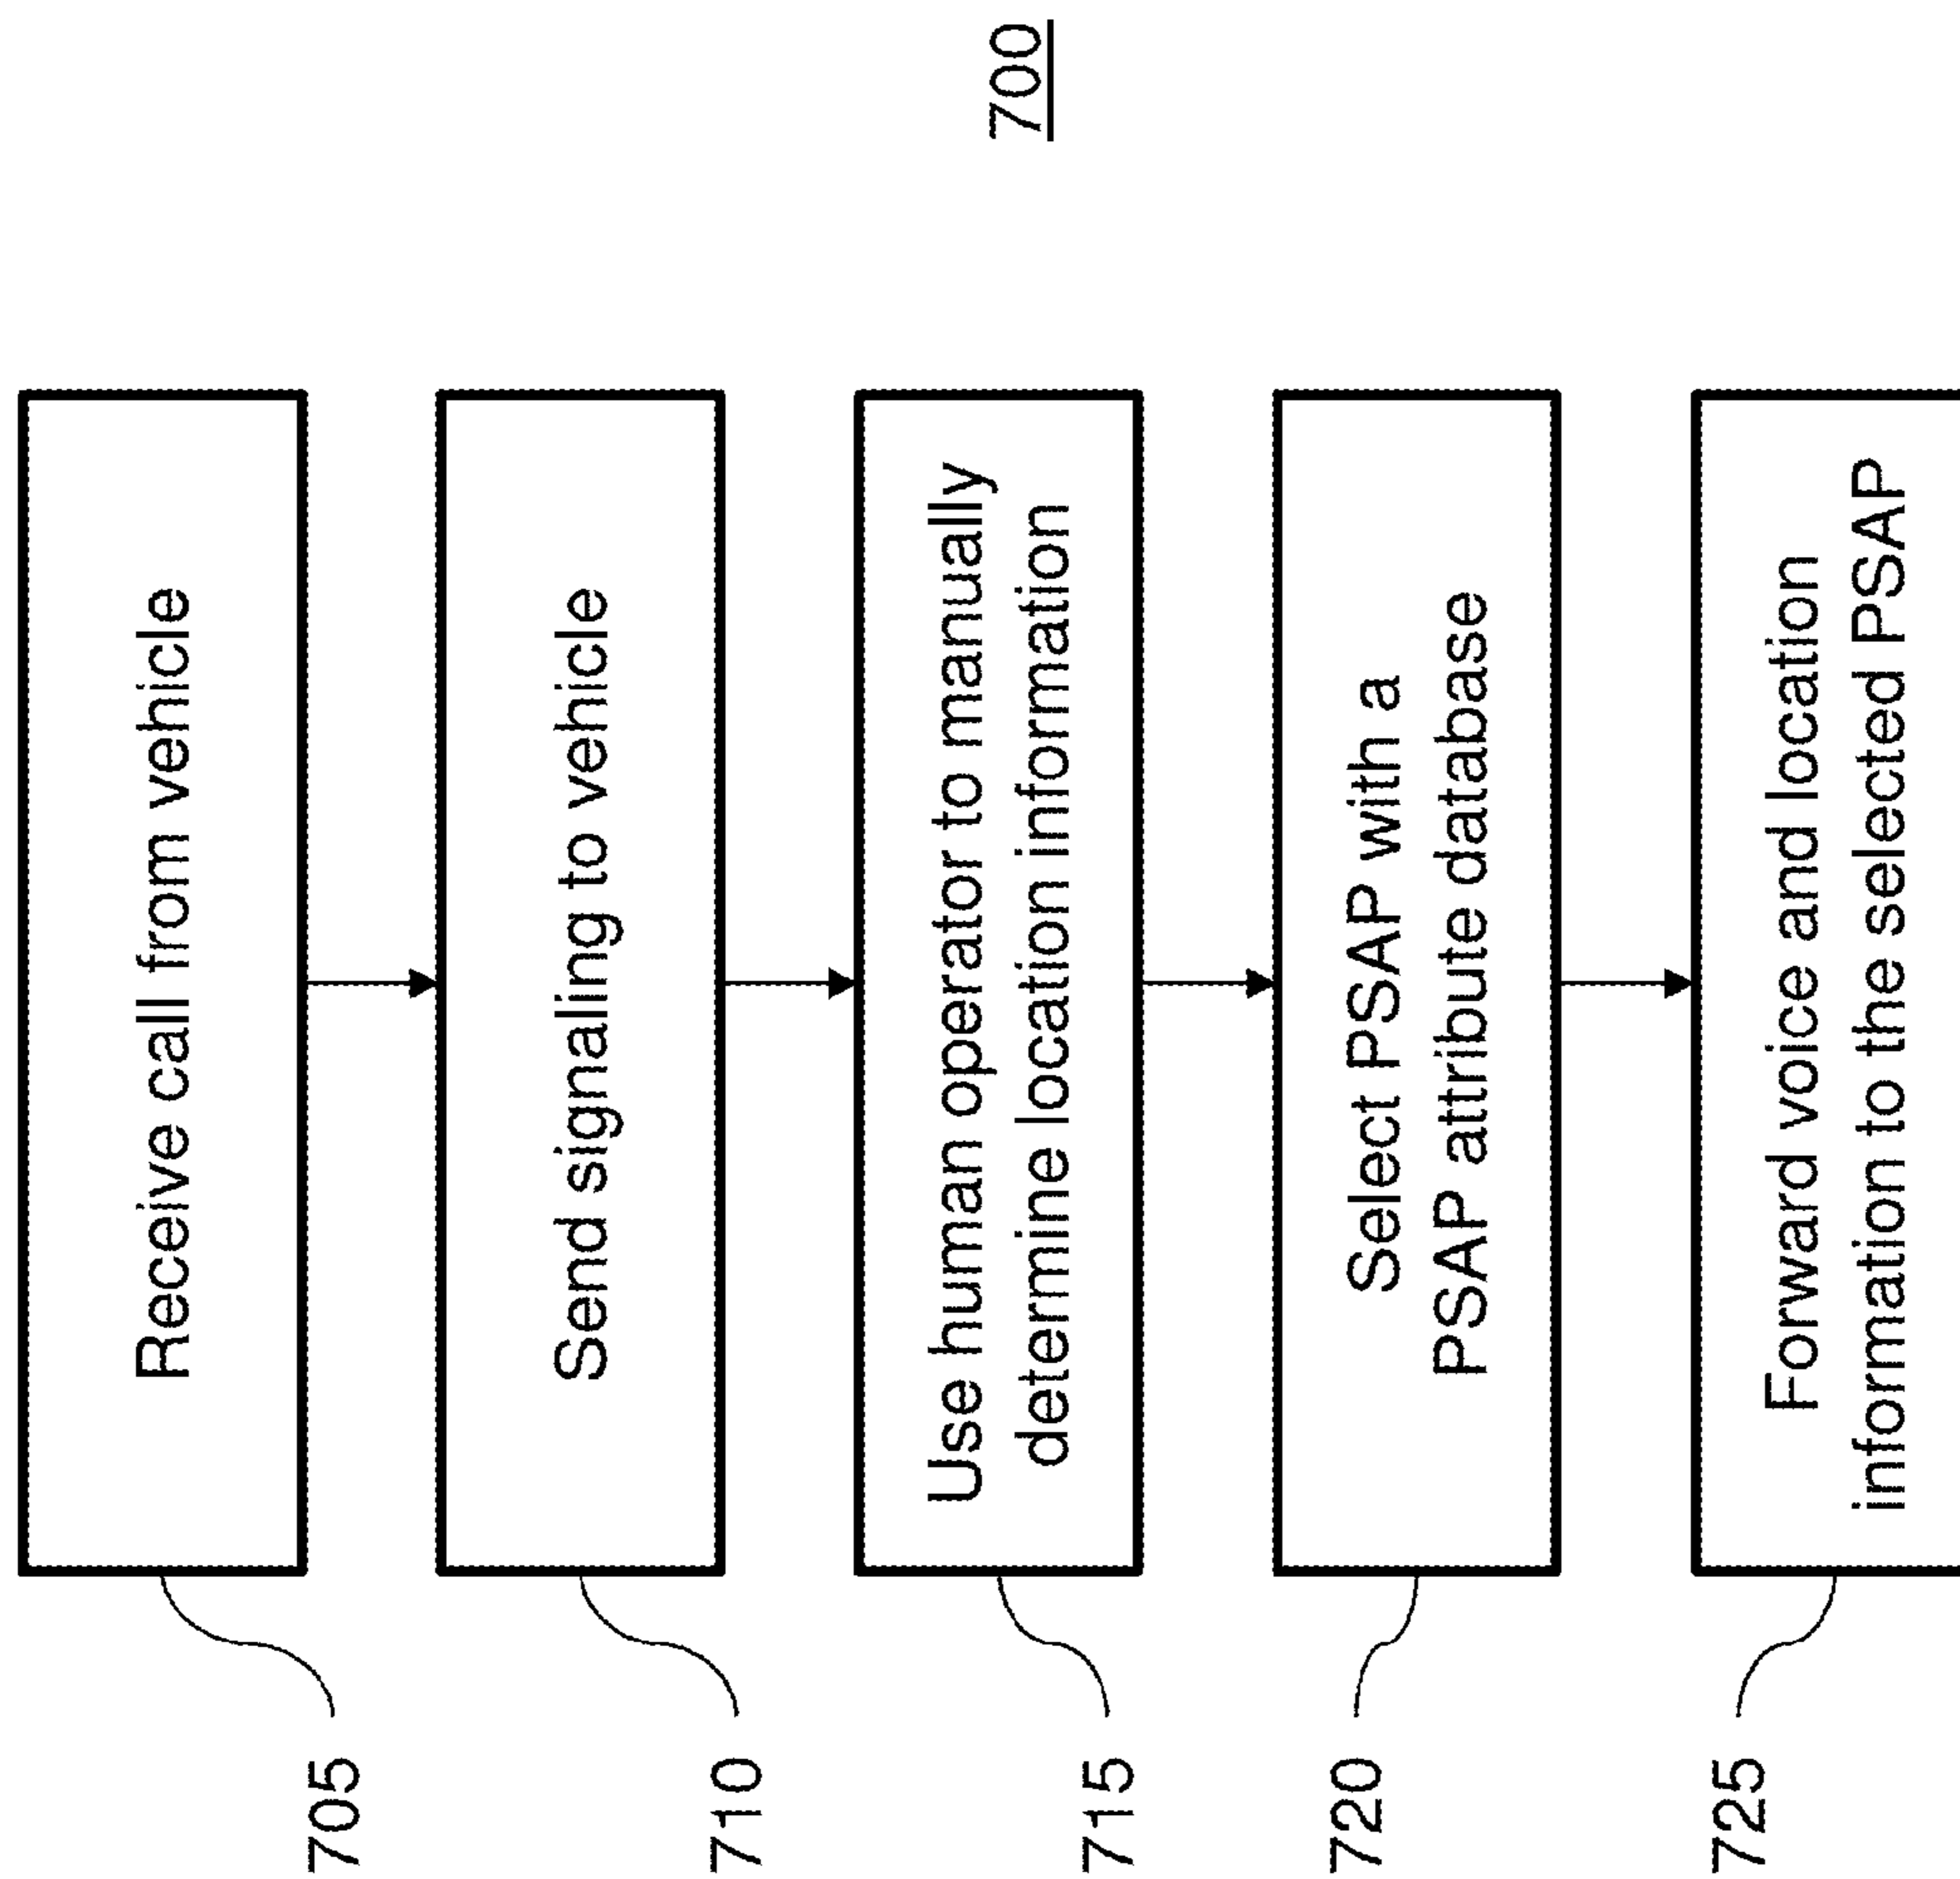 700
705
Receive call from vehicle
710
Send signaling to vehicle
715
Use human operator to manually
determine location information
720
Select PSAP with a
PSAP attribute database
725
Forward voice and location
information to the selected PSAP